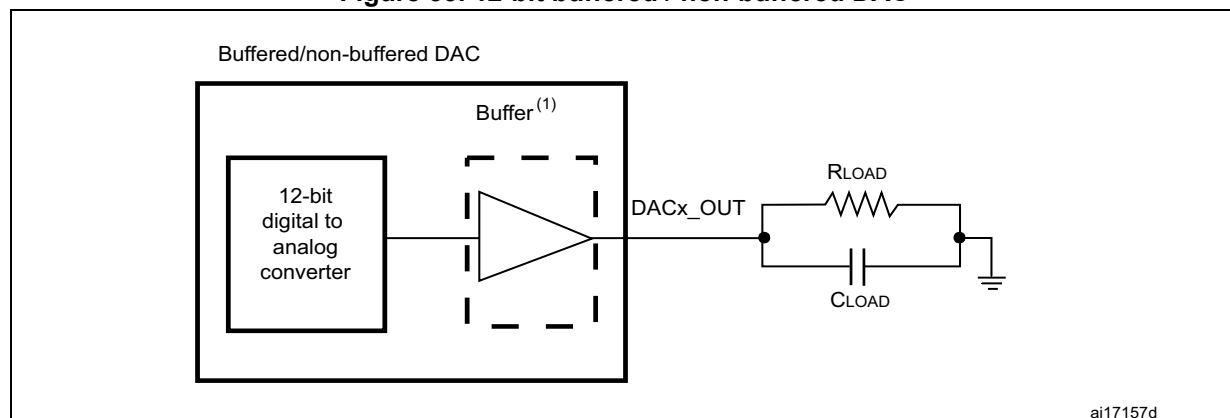 Buffered/non-buffered DAC
Buffer (1)
12-bit
digital to
analog
converter
DACx_OUT
RLOAD
CLOAD
ai17157d